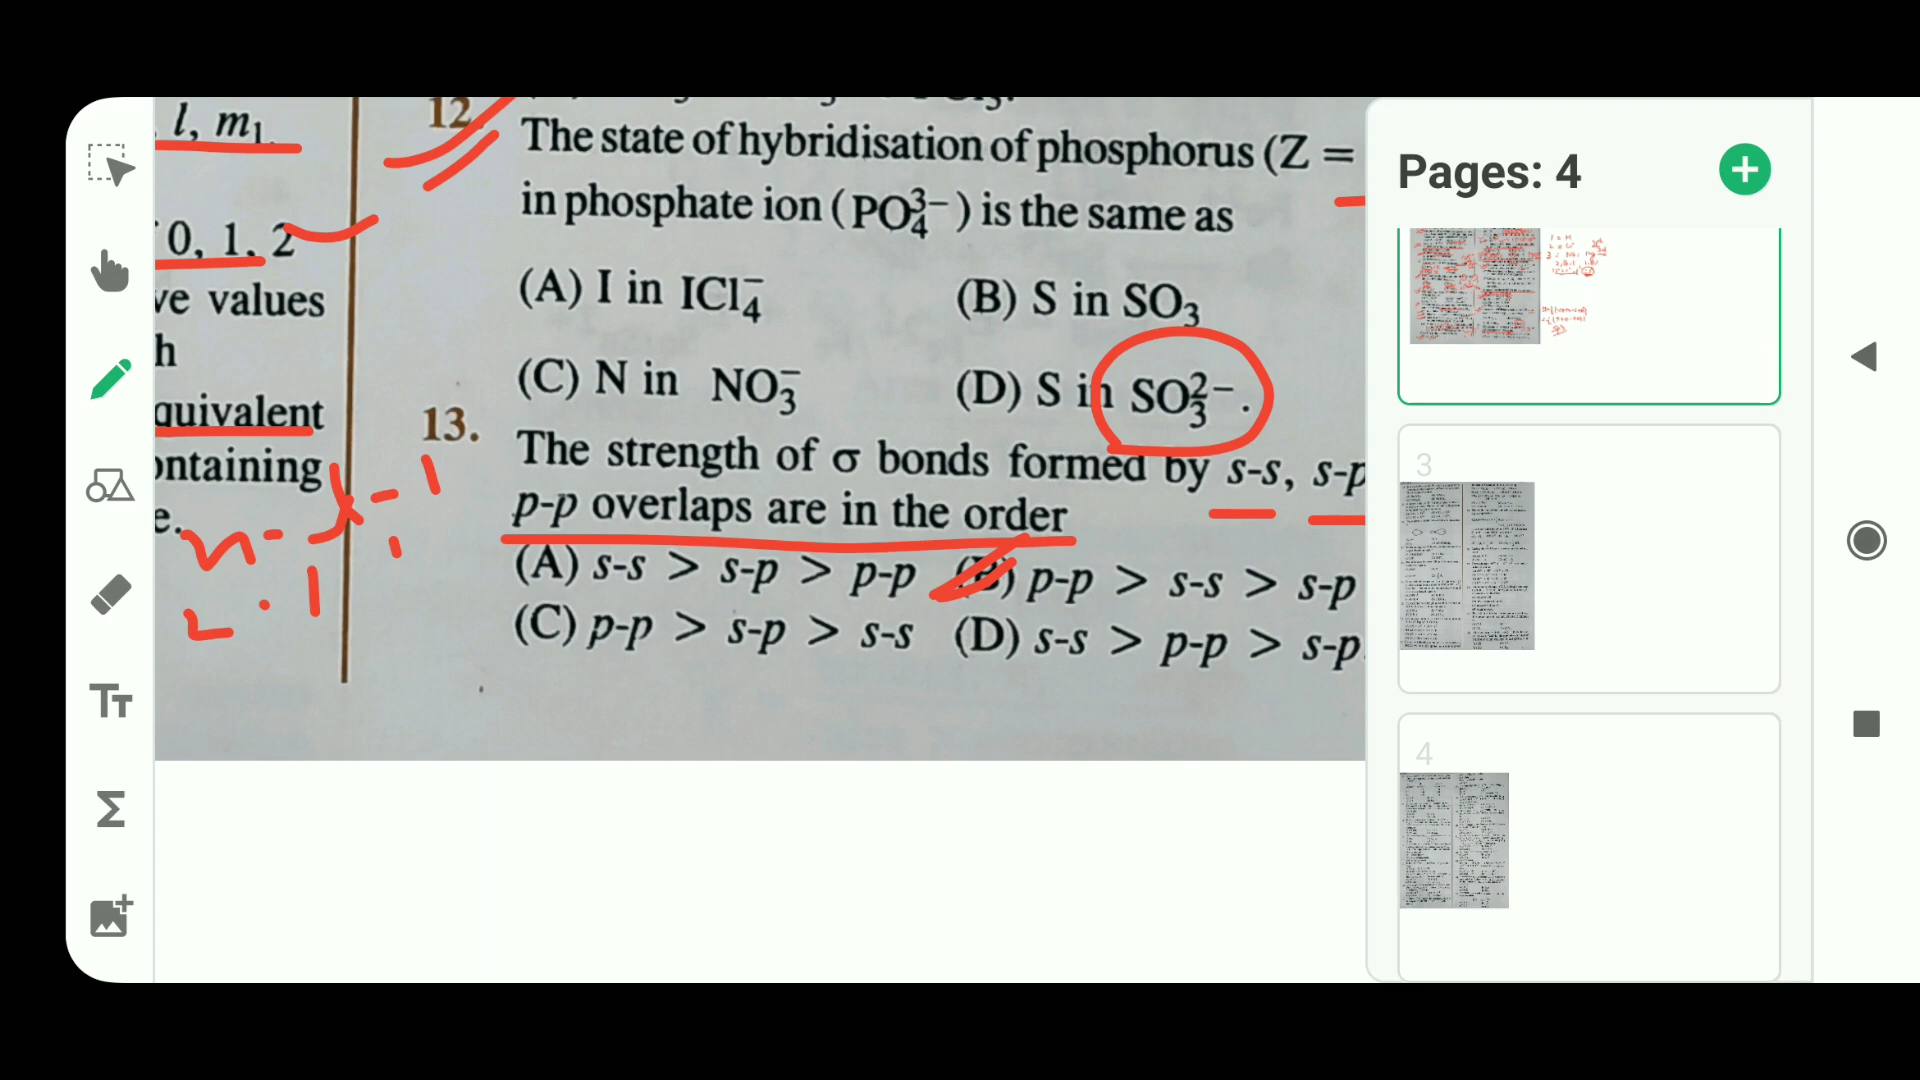 l, m1.
0, 1, 2
ve values
h
quivalent
ontaining
e.
12.
The state of hybridisation of phosphorus (Z =
in phosphate ion (PO₄³⁻) is the same as
(A) I in ICl₄⁻ (B) S in SO₃
(C) N in NO₃⁻ (D) S in SO₃²⁻.
13.
The strength of σ bonds formed by s-s, s-p
p-p overlaps are in the order
(A) s-s > s-p > p-p (B) p-p > s-s > s-p
(C) p-p > s-p > s-s (D) s-s > p-p > s-p.
Pages: 4
3
4